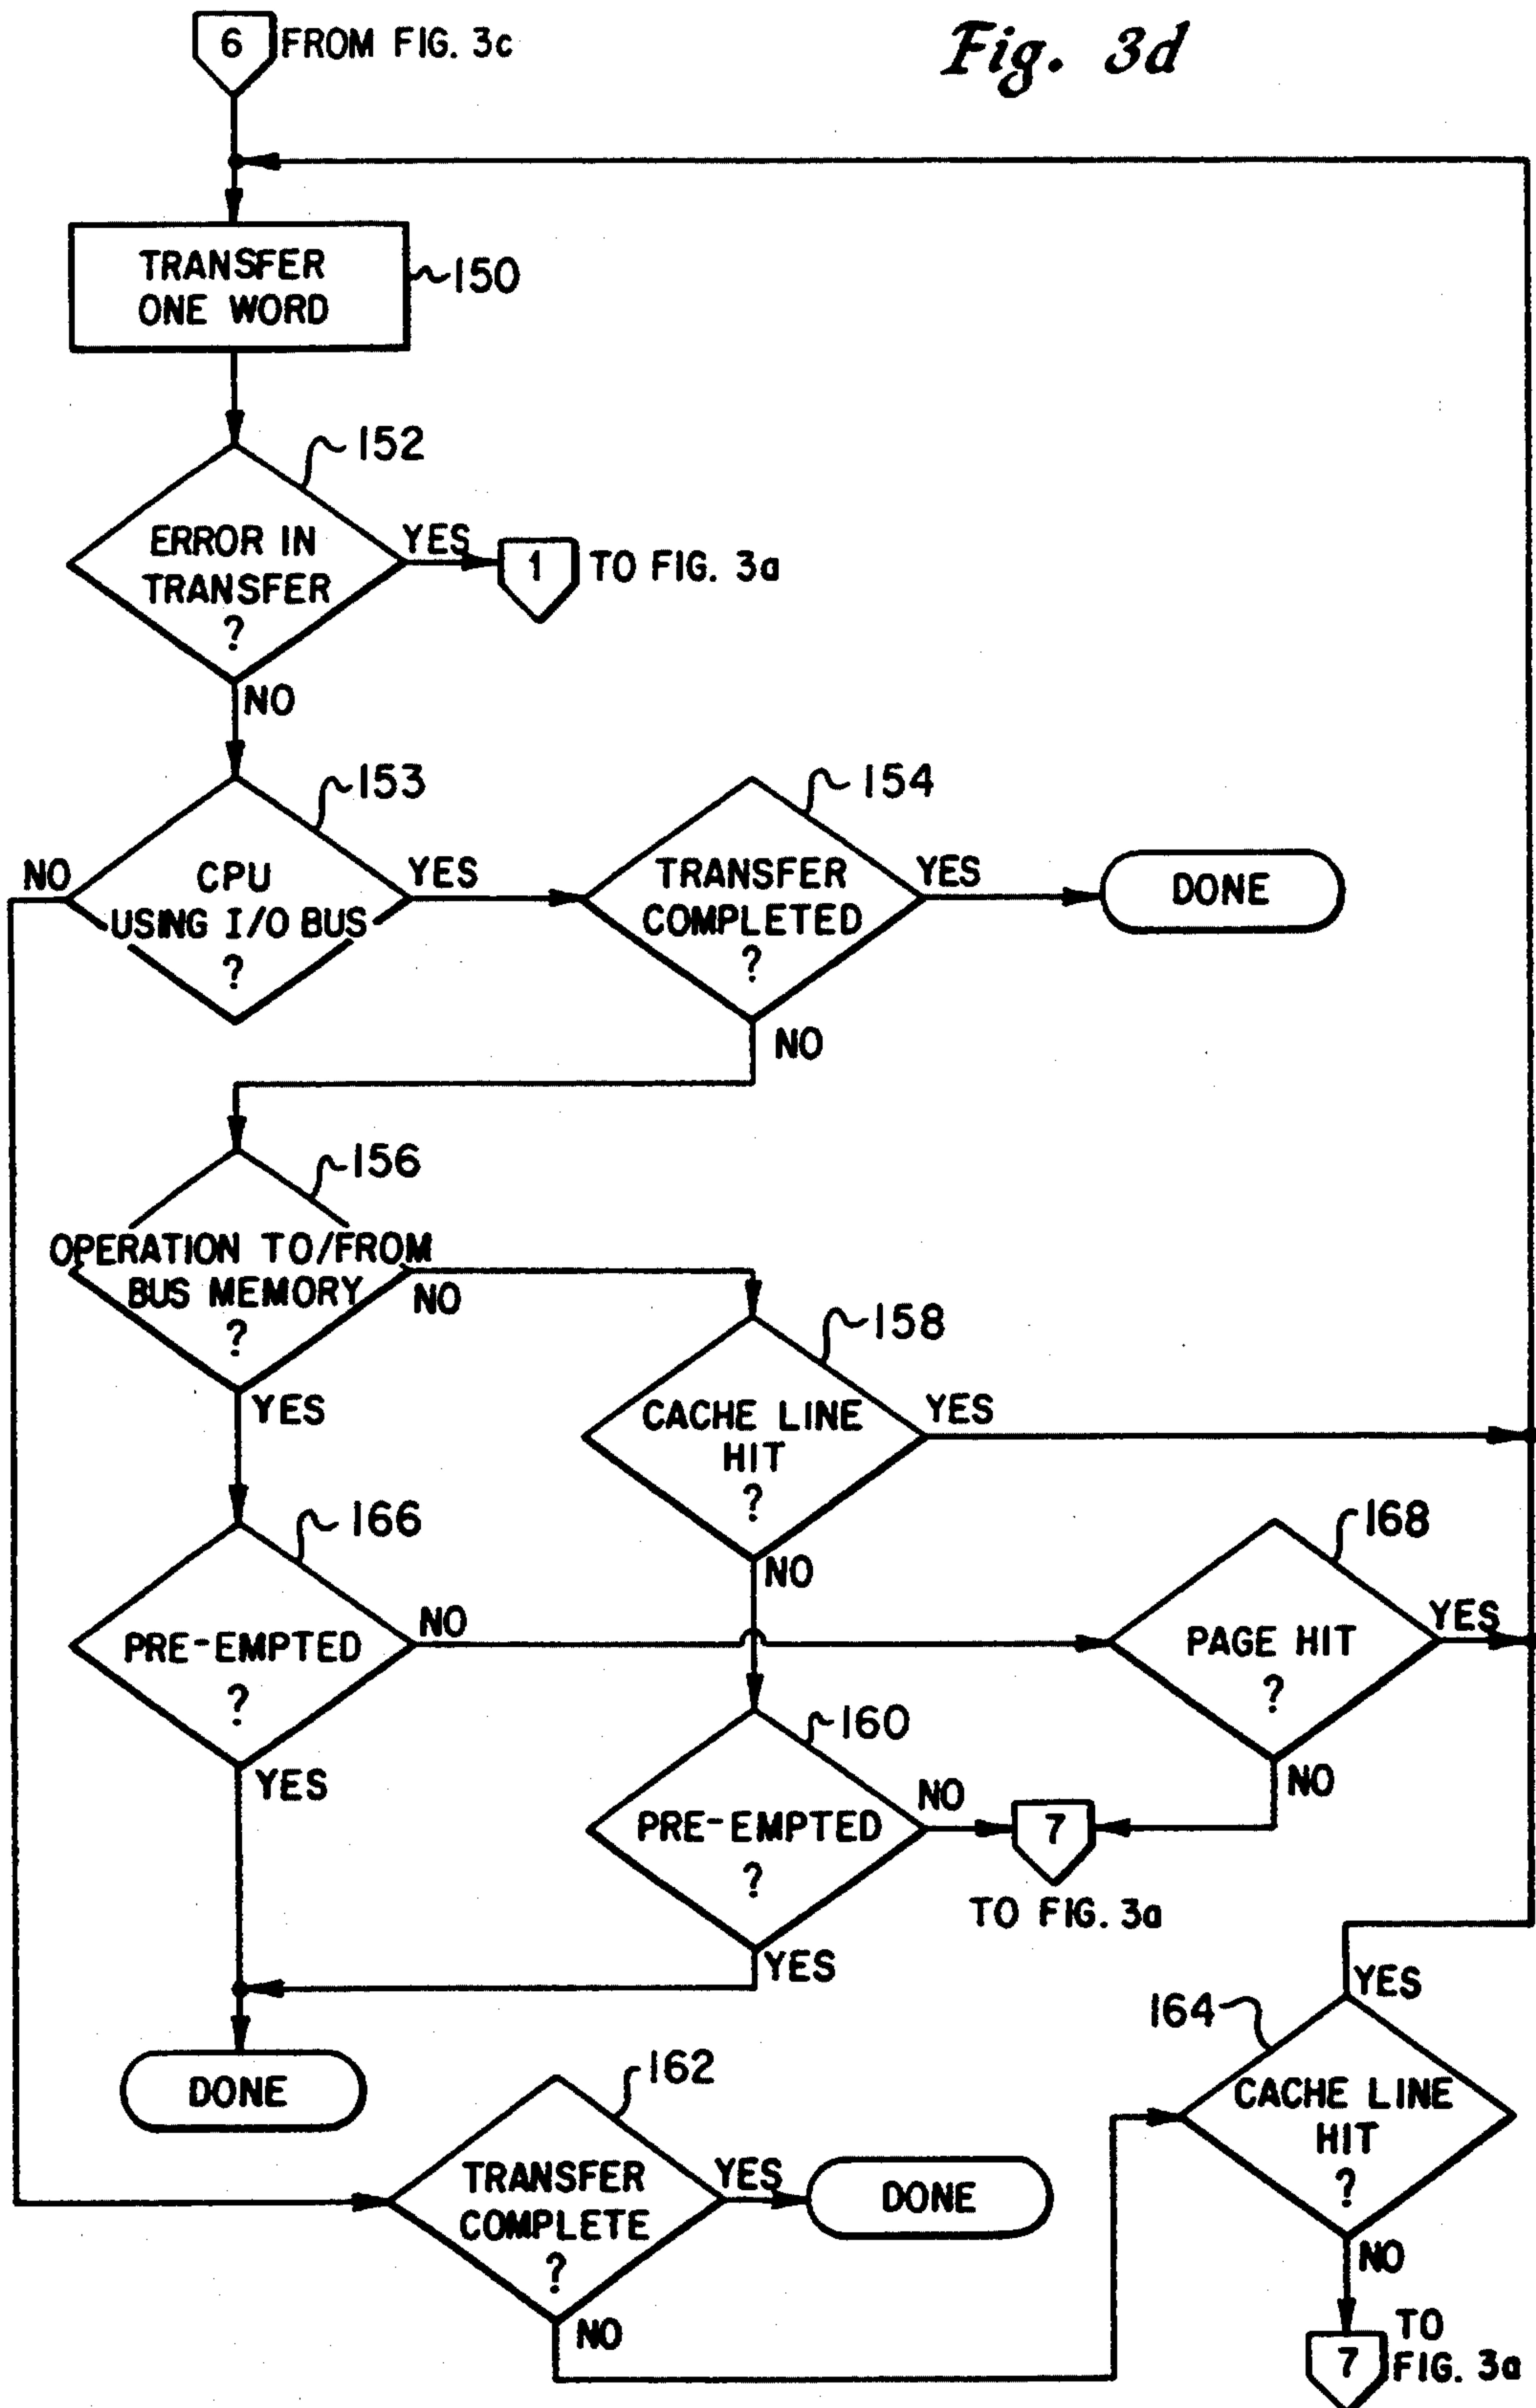 6 FROM FIG. 3c
Fig. 3d
TRANSFER
ONE WORD
150
152
ERROR IN
TRANSFER
?
YES
1 TO FIG. 3a
NO
153
CPU
USING I/O BUS
?
NO
YES
154
TRANSFER
COMPLETED
?
YES
DONE
NO
156
OPERATION TO/FROM
BUS MEMORY
?
NO
YES
158
CACHE LINE
HIT
?
YES
NO
166
PRE-EMPTED
?
NO
YES
168
PAGE HIT
?
YES
NO
160
PRE-EMPTED
?
NO
7
TO FIG. 3a
YES
DONE
162
TRANSFER
COMPLETE
?
YES
DONE
NO
164
YES
CACHE LINE
HIT
?
NO
7
TO
FIG. 3a